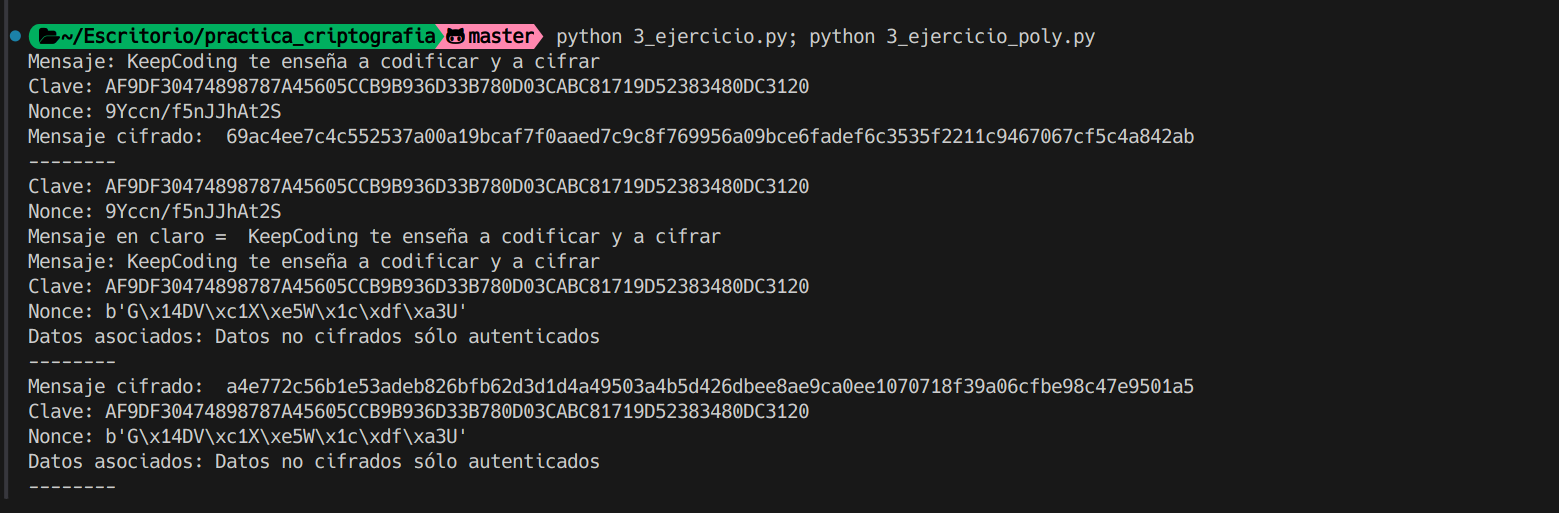 ~/Escritorio/practica_criptografia master python 3_ejercicio.py; python 3_ejercicio_poly.py
Mensaje: KeepCoding te enseña a codificar y a cifrar
Clave: AF9DF30474898787A45605CCB9B936D33B780D03CABC81719D52383480DC3120
Nonce: 9Yccn/f5nJJhAt2S
Mensaje cifrado:  69ac4ee7c4c552537a00a19bcaf7f0aaed7c9c8f769956a09bce6fadef6c3535f2211c9467067cf5c4a842ab
--------
Clave: AF9DF30474898787A45605CCB9B936D33B780D03CABC81719D52383480DC3120
Nonce: 9Yccn/f5nJJhAt2S
Mensaje en claro =  KeepCoding te enseña a codificar y a cifrar
Mensaje: KeepCoding te enseña a codificar y a cifrar
Clave: AF9DF30474898787A45605CCB9B936D33B780D03CABC81719D52383480DC3120
Nonce: b'G\x14DV\xc1X\xe5W\x1c\xdf\xa3U'
Datos asociados: Datos no cifrados sólo autenticados
--------
Mensaje cifrado:  a4e772c56b1e53adeb826bfb62d3d1d4a49503a4b5d426dbee8ae9ca0ee1070718f39a06cfbe98c47e9501a5
Clave: AF9DF30474898787A45605CCB9B936D33B780D03CABC81719D52383480DC3120
Nonce: b'G\x14DV\xc1X\xe5W\x1c\xdf\xa3U'
Datos asociados: Datos no cifrados sólo autenticados
--------